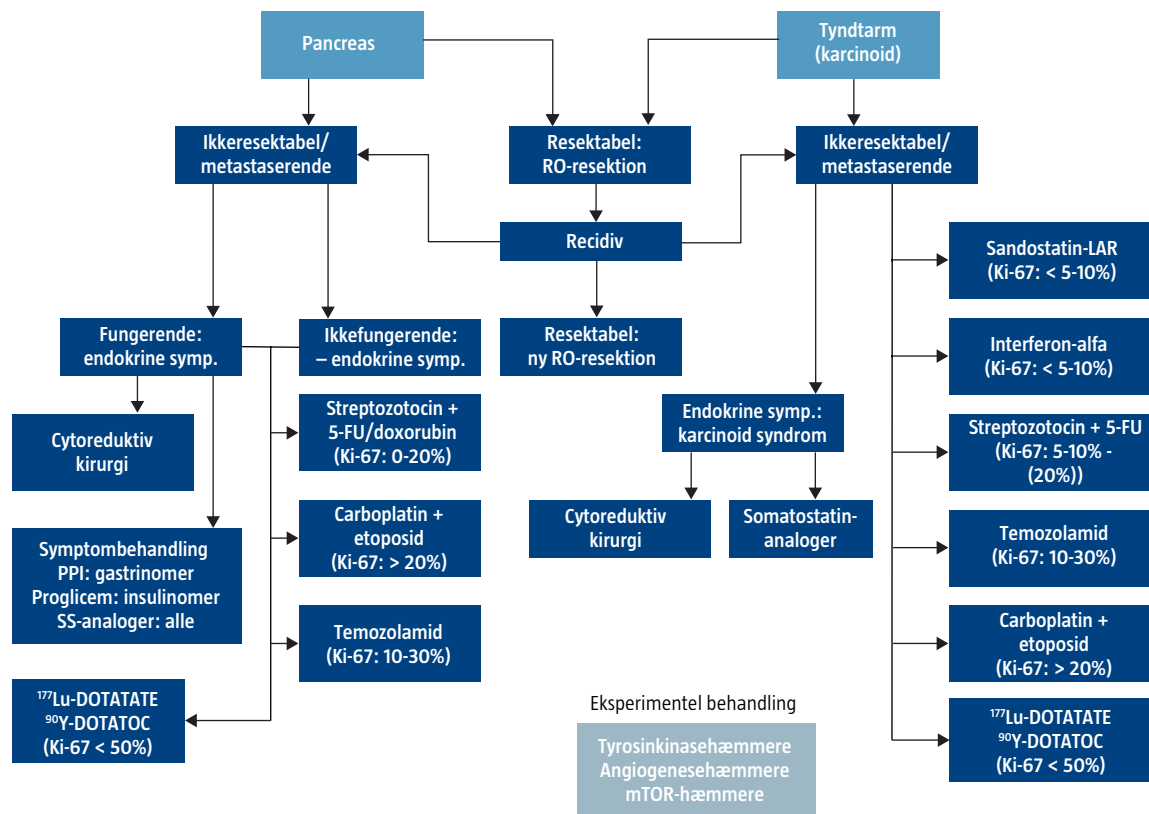 Pancreas
Tyndtarm
(karcinoid)
Ikkeresektabel/
metastaserende
Resektabel:
RO-resektion
Ikkeresektabel/
metastaserende
Recidiv
Resektabel:
ny RO-resektion
Fungerende:
endokrine symp.
Ikkefungerende:
– endokrine symp.
Cytoreduktiv
kirurgi
Symptombehandling
PPI: gastrinomer
Proglicem: insulinomer
SS-analoger: alle
Streptozotocin +
5-FU/doxorubin
(Ki-67: 0-20%)
Carboplatin +
etoposid
(Ki-67: > 20%)
Temozolamid
(Ki-67: 10-30%)
¹⁷⁷Lu-DOTATATE
⁹⁰Y-DOTATOC
(Ki-67 < 50%)
Endokrine symp.:
karcinoid syndrom
Cytoreduktiv
kirurgi
Somatostatin-
analoger
Sandostatin-LAR
(Ki-67: < 5-10%)
Interferon-alfa
(Ki-67: < 5-10%)
Streptozotocin + 5-FU
(Ki-67: 5-10% -
(20%))
Temozolamid
(Ki-67: 10-30%)
Carboplatin +
etoposid
(Ki-67: > 20%)
¹⁷⁷Lu-DOTATATE
⁹⁰Y-DOTATOC
(Ki-67 < 50%)
Eksperimentel behandling
Tyrosinkinasehæmmere
Angiogenesehæmmere
mTOR-hæmmere